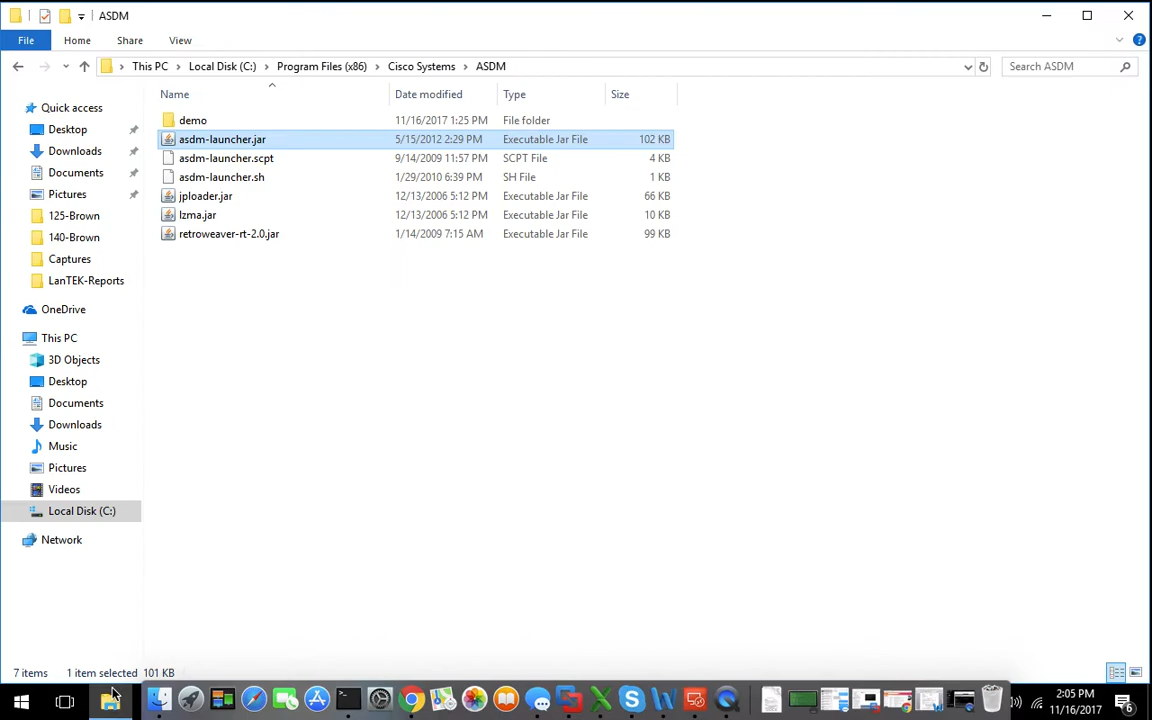 ASDM
File Home Share View
This PC Local Disk (C:) Program Files (x86) Cisco Systems ASDM Search ASDM
Name Date modified Type Size
Quick access
Desktop
Downloads
Documents
Pictures
125-Brown
140-Brown
Captures
LanTEK-Reports
OneDrive
This PC
3D Objects
Desktop
Documents
Downloads
Music
Pictures
Videos
Local Disk (C:)
Network
demo 11/16/2017 1:25 PM File folder
asdm-launcher.jar 5/15/2012 2:29 PM Executable Jar File 102 KB
asdm-launcher.scpt 9/14/2009 11:57 PM SCPT File 4 KB
asdm-launcher.sh 1/29/2010 6:39 PM SH File 1 KB
jploader.jar 12/13/2006 5:12 PM Executable Jar File 66 KB
lzma.jar 12/13/2006 5:12 PM Executable Jar File 10 KB
retroweaver-rt-2.0.jar 1/14/2009 7:15 AM Executable Jar File 99 KB
7 items 1 item selected 101 KB
2:05 PM
11/16/2017
6